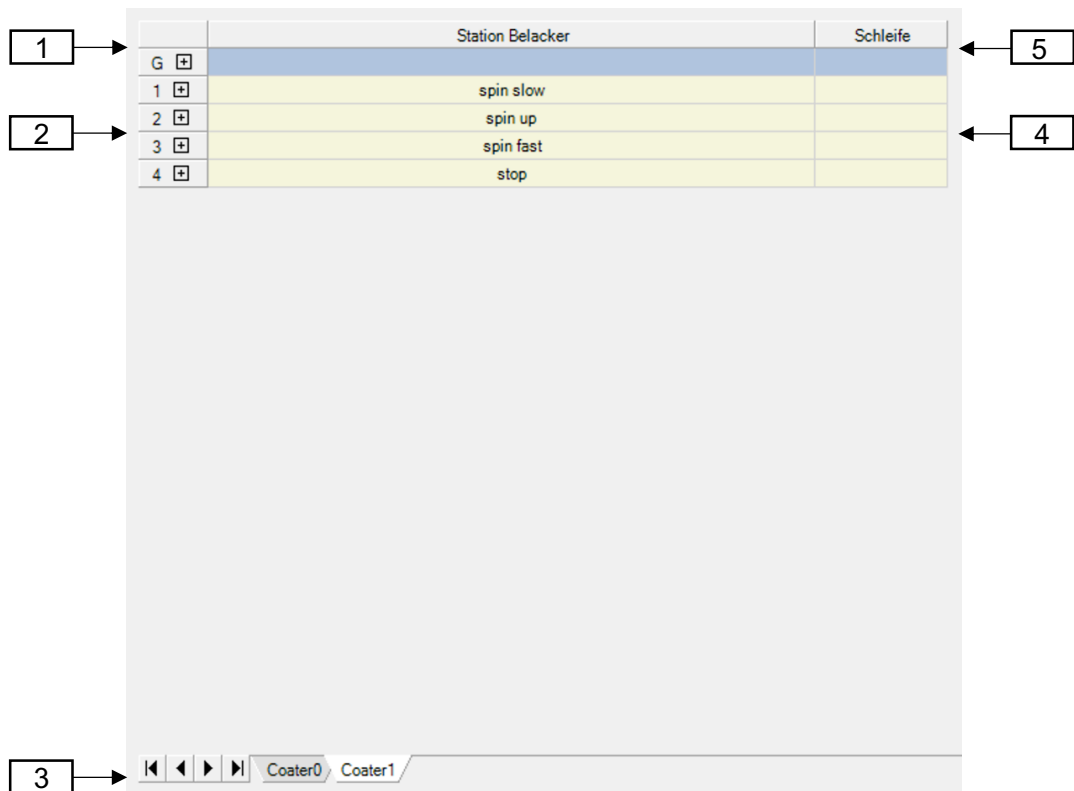 Station Belacker Schleife
1 5
G
1 spin slow
2 spin up
2 4
3 spin fast
4 stop
3 Coater0 Coater1